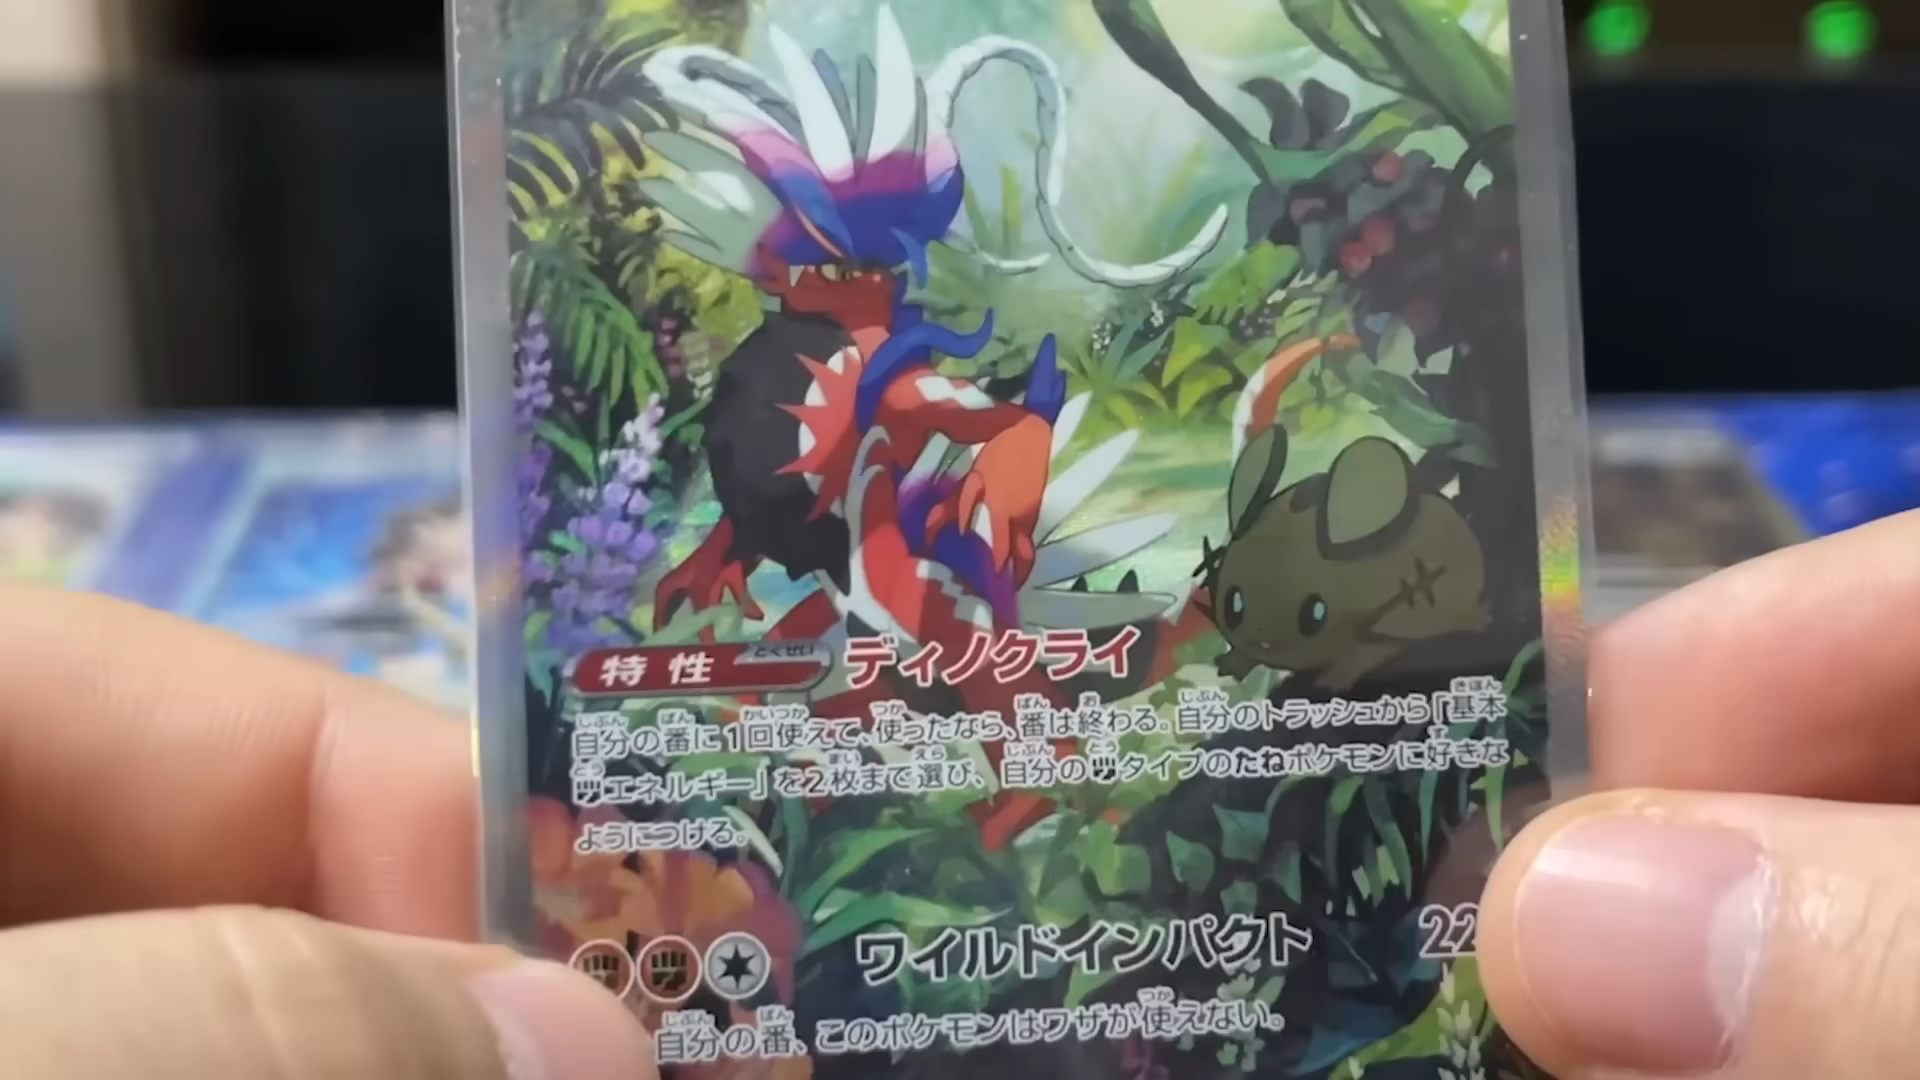 特性 ディノクライ
自分の番に1回使えて、使ったなら、番は終わる。自分のトラッシュから「基本
エネルギー」を2枚まで選び、自分のタイプのたねポケモンに好きな
ようにつける。
ワイルドインパクト 22
自分の番、このポケモンはワザが使えない。